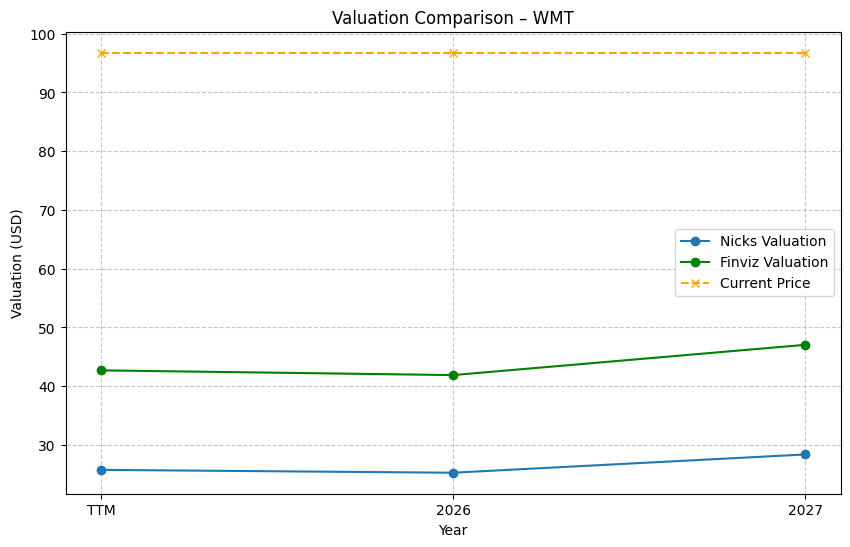 Valuation Comparison – WMT
Valuation (USD)
100
90
80
70
60
50
40
30
Nicks Valuation
Finviz Valuation
Current Price
TTM
2026
2027
Year